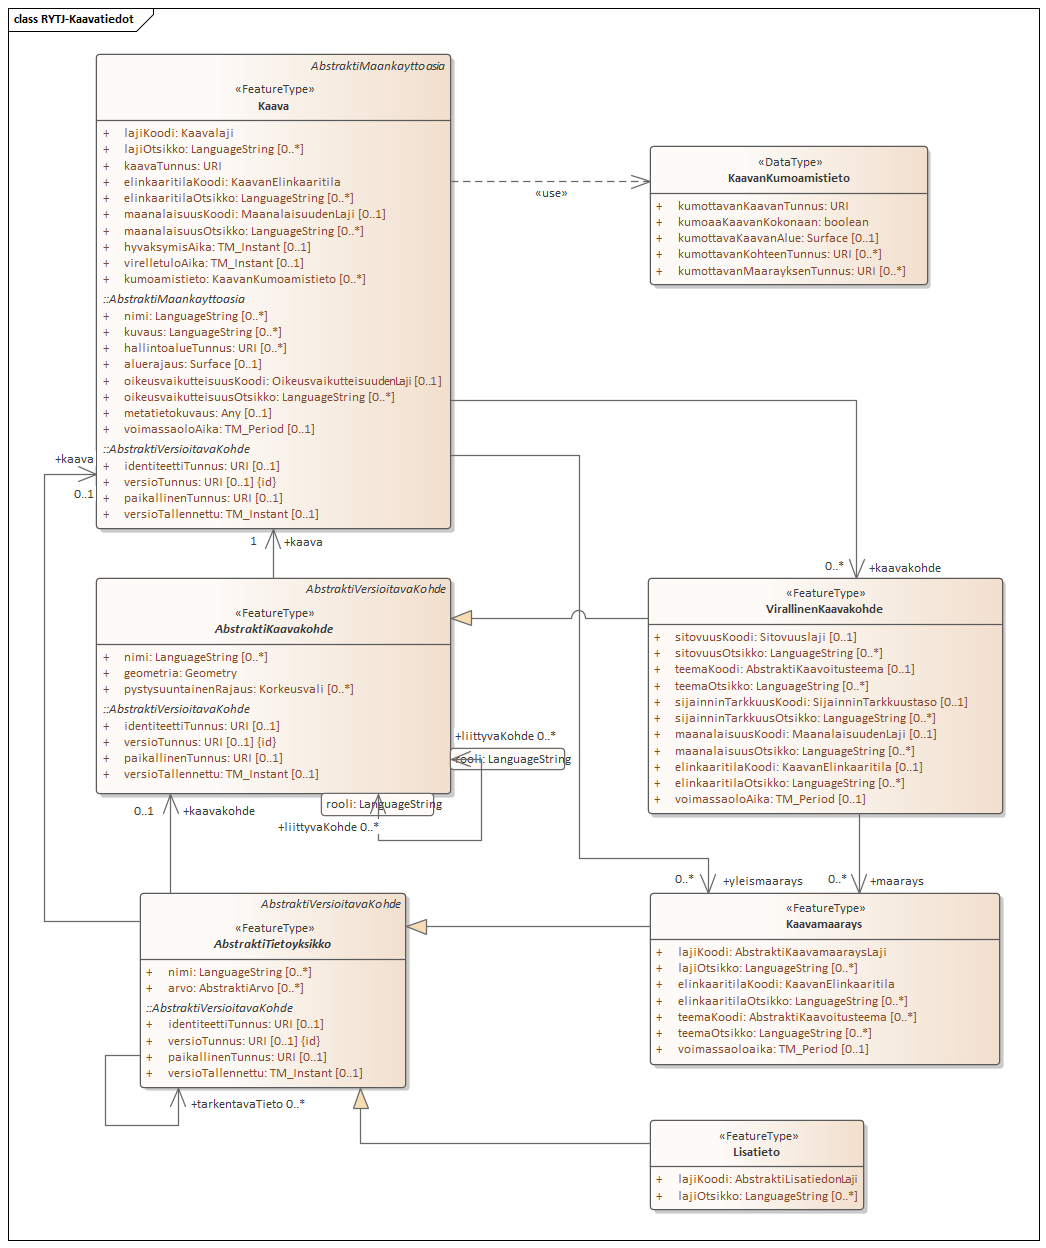 class RYTJ-Kaavatiedot
AbstraktiMaankayttoasia
«FeatureType»
Kaava
+ lajiKoodi: Kaavalaji
+ lajiOtsikko: LanguageString [0..*]
+ kaavaTunnus: URI
+ elinkaaritilaKoodi: KaavanElinkaaritila
+ elinkaaritilaOtsikko: LanguageString [0..*]
+ maanalaisuusKoodi: MaanalaisuudenLaji [0..1]
+ maanalaisuusOtsikko: LanguageString [0..*]
+ hyvaksymisAika: TM_Instant [0..1]
+ virelletuloAika: TM_Instant [0..1]
+ kumoamistieto: KaavanKumoamistieto [0..*]
::AbstraktiMaankayttoasia
+ nimi: LanguageString [0..*]
+ kuvaus: LanguageString [0..*]
+ hallintoalueTunnus: URI [0..*]
+ aluerajaus: Surface [0..1]
+ oikeusvaikutteisuusKoodi: OikeusvaikutteisuudenLaji [0..1]
+ oikeusvaikutteisuusOtsikko: LanguageString [0..*]
+ metatietokuvaus: Any [0..1]
+ voimassaoloAika: TM_Period [0..1]
::AbstraktiVersioitavaKohde
+ identiteettiTunnus: URI [0..1]
+ versioTunnus: URI [0..1] {id}
+ paikallinenTunnus: URI [0..1]
+ versioTallennettu: TM_Instant [0..1]
«use»
«DataType»
KaavanKumoamistieto
+ kumottavanKaavanTunnus: URI
+ kumoaaKaavanKokonaan: boolean
+ kumottavaKaavanAlue: Surface [0..1]
+ kumottavanKohteenTunnus: URI [0..*]
+ kumottavanMaarayksenTunnus: URI [0..*]
+kaava
0..1
1 +kaava
0..* +kaavakohde
AbstraktiVersioitavaKohde
«FeatureType»
AbstraktiKaavakohde
+ nimi: LanguageString [0..*]
+ geometria: Geometry
+ pystysuuntainenRajaus: Korkeusvali [0..*]
::AbstraktiVersioitavaKohde
+ identiteettiTunnus: URI [0..1]
+ versioTunnus: URI [0..1] {id}
+ paikallinenTunnus: URI [0..1]
+ versioTallennettu: TM_Instant [0..1]
+liittyvaKohde 0..*
rooli: LanguageString
rooli: LanguageString
+liittyvaKohde 0..*
«FeatureType»
VirallinenKaavakohde
+ sitovuusKoodi: Sitovuuslaji [0..1]
+ sitovuusOtsikko: LanguageString [0..*]
+ teemaKoodi: AbstraktiKaavoitusteema [0..1]
+ teemaOtsikko: LanguageString [0..*]
+ sijainninTarkkuusKoodi: SijainninTarkkuustaso [0..1]
+ sijainninTarkkuusOtsikko: LanguageString [0..*]
+ maanalaisuusKoodi: MaanalaisuudenLaji [0..1]
+ maanalaisuusOtsikko: LanguageString [0..*]
+ elinkaaritilaKoodi: KaavanElinkaaritila [0..1]
+ elinkaaritilaOtsikko: LanguageString [0..*]
+ voimassaoloAika: TM_Period [0..1]
0..1 +kaavakohde
0..* +yleismaarays
0..* +maarays
AbstraktiVersioitavaKohde
«FeatureType»
AbstraktiTietoyksikko
+ nimi: LanguageString [0..*]
+ arvo: AbstraktiArvo [0..*]
::AbstraktiVersioitavaKohde
+ identiteettiTunnus: URI [0..1]
+ versioTunnus: URI [0..1] {id}
+ paikallinenTunnus: URI [0..1]
+ versioTallennettu: TM_Instant [0..1]
+tarkentavaTieto 0..*
«FeatureType»
Kaavamaarays
+ lajiKoodi: AbstraktiKaavamaaraysLaji
+ lajiOtsikko: LanguageString [0..*]
+ elinkaaritilaKoodi: KaavanElinkaaritila
+ elinkaaritilaOtsikko: LanguageString [0..*]
+ teemaKoodi: AbstraktiKaavoitusteema [0..*]
+ teemaOtsikko: LanguageString [0..*]
+ voimassaoloaika: TM_Period [0..1]
«FeatureType»
Lisatieto
+ lajiKoodi: AbstraktiLisatiedonLaji
+ lajiOtsikko: LanguageString [0..*]